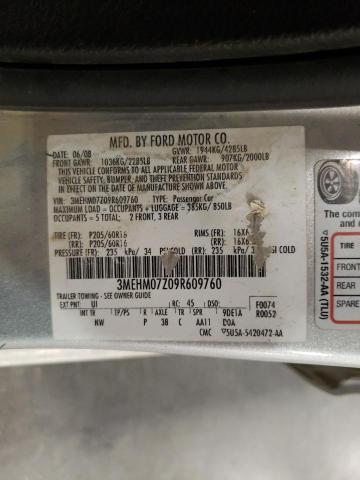 MFD. BY FORD MOTOR CO.
DATE: 06/08 GVWR: 1944KG/4285LB
FRONT GAWR: 1036KG/2285LB REAR GAWR: 907KG/2000LB
THIS VEHICLE CONFORMS TO ALL APPLICABLE FEDERAL MOTOR
VEHICLE SAFETY, BUMPER, AND THEFT PREVENTION STANDARDS
IN EFFECT ON THE DATE OF MANUFACTURE SHOWN ABOVE.
VIN: 3MEHM07Z09R609760 TYPE: Passenger Car
MAXIMUM LOAD = OCCUPANTS + LUGGAGE = 385KG/ 850LB
OCCUPANTS = 5 TOTAL: 2 FRONT, 3 REAR
TIRE (FR): P205/60R16 RIMS (FR): 16X6.
(RR): P205/60R16 (RR): 16X6.
PRESSURE (FR): 235 kPa/ 34 COLD (RR): 235 kPa/ PSI COLD
3MEHM07Z09R609760
TRAILER TOWING - SEE OWNER GUIDE
EXT PNT: UI RC: 45 DSO: F0074
INT TR TP/PS R AXLE TR SPR 9DE1A R0052
NW P 38 C AA11 DOA
CMC ▽5U5A-5420472-AA
The com
TIRE
FRONT
REAR
SPARE
▽5U5A-1532-AA (TLU)